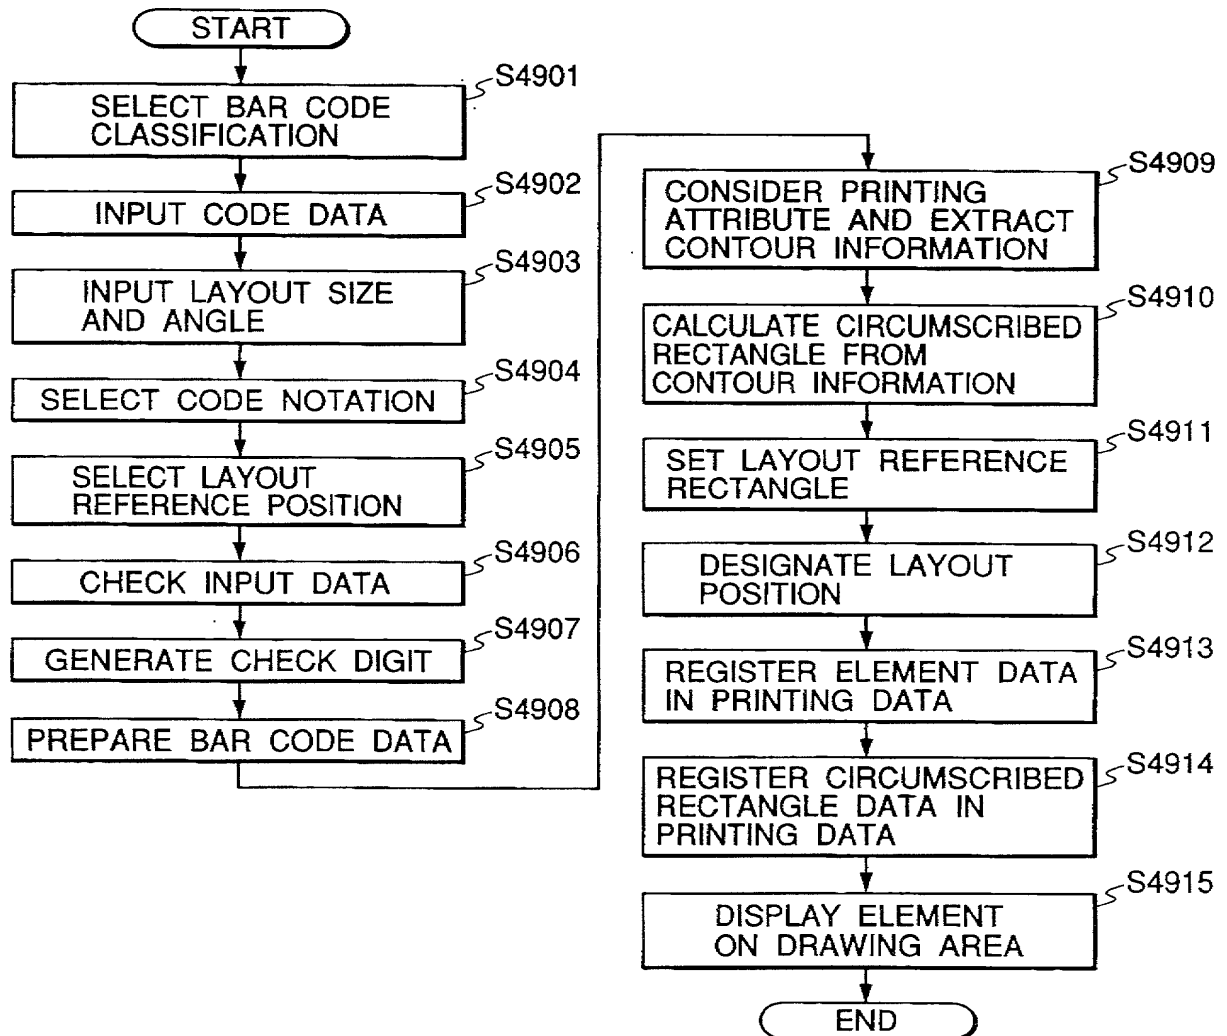 START
S4901
SELECT BAR CODE
CLASSIFICATION
S4902
INPUT CODE DATA
S4903
INPUT LAYOUT SIZE
AND ANGLE
S4904
SELECT CODE NOTATION
S4905
SELECT LAYOUT
REFERENCE POSITION
S4906
CHECK INPUT DATA
S4907
GENERATE CHECK DIGIT
S4908
PREPARE BAR CODE DATA
S4909
CONSIDER PRINTING
ATTRIBUTE AND EXTRACT
CONTOUR INFORMATION
S4910
CALCULATE CIRCUMSCRIBED
RECTANGLE FROM
CONTOUR INFORMATION
S4911
SET LAYOUT REFERENCE
RECTANGLE
S4912
DESIGNATE LAYOUT
POSITION
S4913
REGISTER ELEMENT DATA
IN PRINTING DATA
S4914
REGISTER CIRCUMSCRIBED
RECTANGLE DATA IN
PRINTING DATA
S4915
DISPLAY ELEMENT
ON DRAWING AREA
END